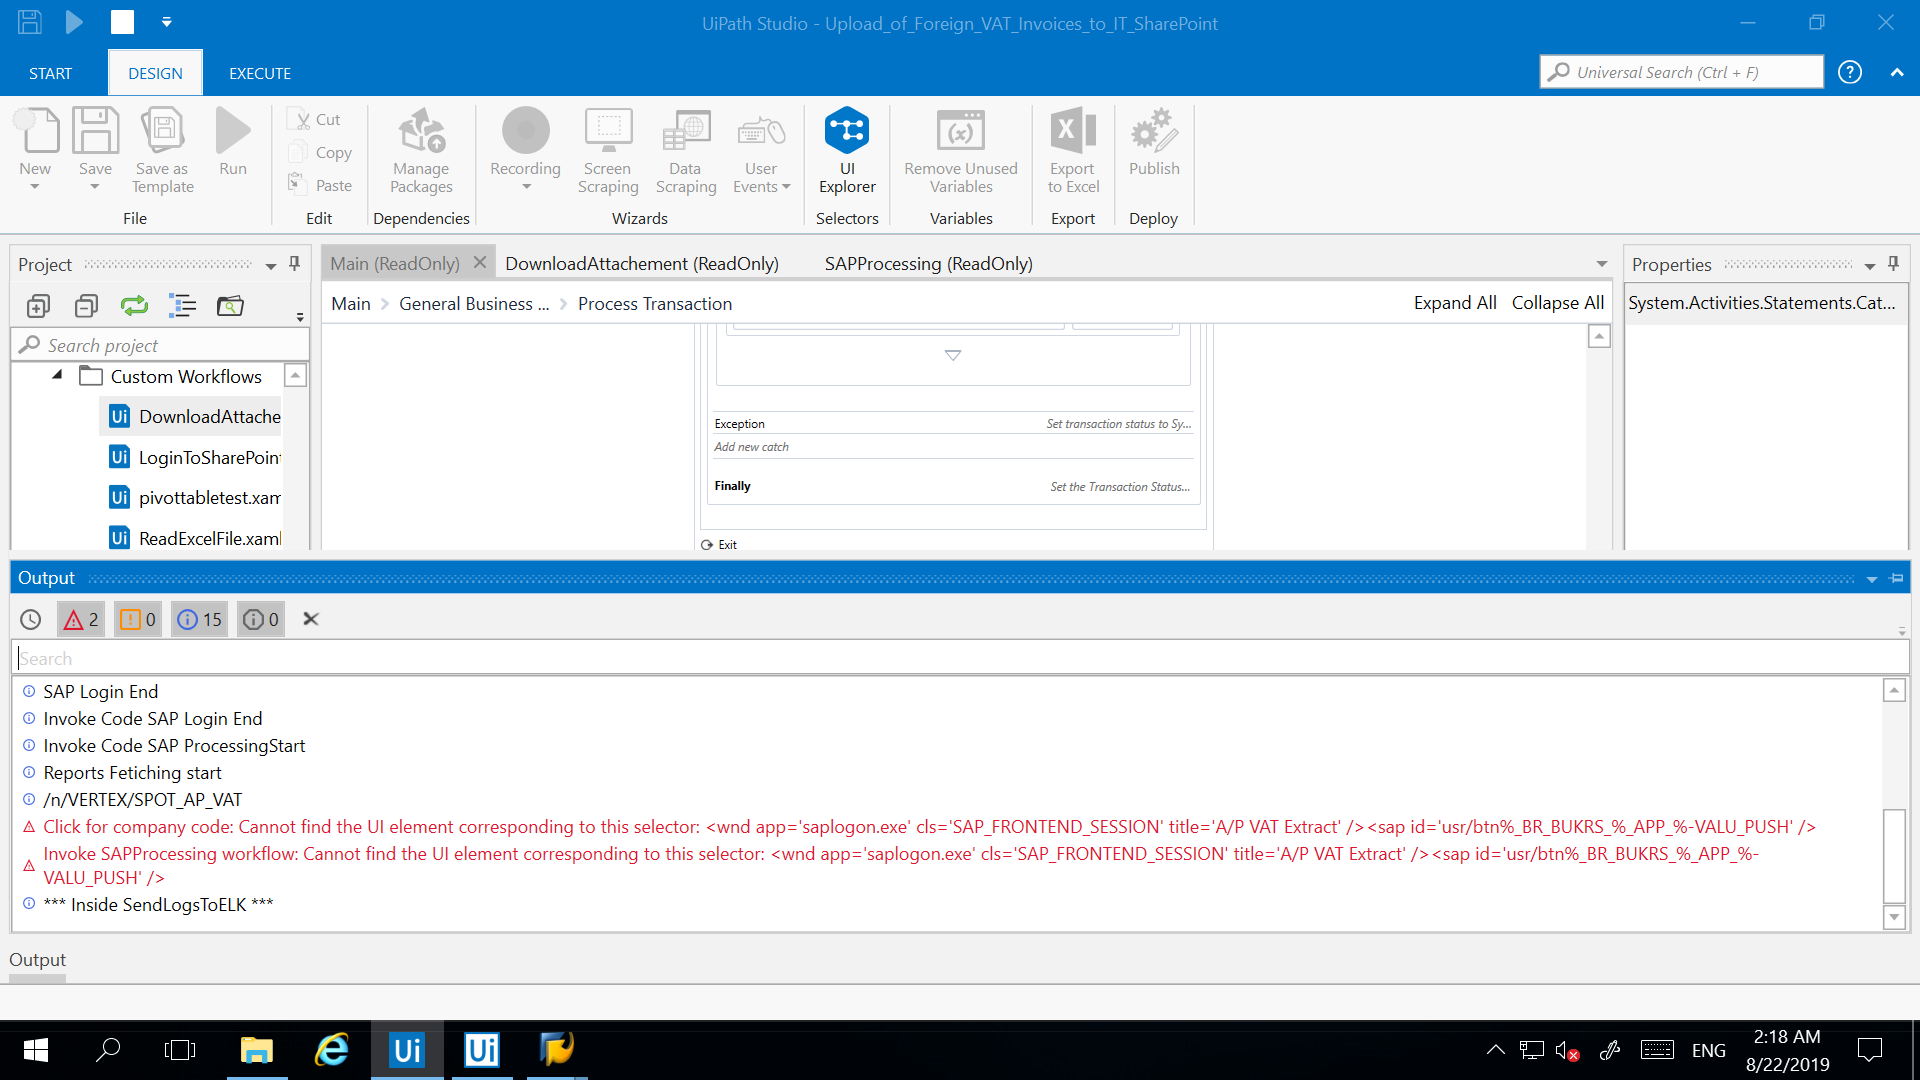 UiPath Studio - Upload_of_Foreign_VAT_Invoices_to_IT_SharePoint
START
DESIGN
EXECUTE
Universal Search (Ctrl + F)
?
New
Save
Save as
Template
Run
File
Cut
Copy
Paste
Edit
Manage
Packages
Dependencies
Recording
Screen
Scraping
Data
Scraping
User
Events
Wizards
UI
Explorer
Selectors
Remove Unused
Variables
Variables
Export
to Excel
Export
Publish
Deploy
Project
Main (ReadOnly)
DownloadAttachement (ReadOnly)
SAPProcessing (ReadOnly)
Properties
Main > General Business ... > Process Transaction
Expand All
Collapse All
System.Activities.Statements.Cat...
Search project
Custom Workflows
Ui DownloadAttache
Ui LoginToSharePoin
Ui pivottabletest.xam
Ui ReadExcelFile.xaml
Exception
Set transaction status to Sy...
Add new catch
Finally
Set the Transaction Status...
Exit
Output
2
0
15
0
Search
SAP Login End
Invoke Code SAP Login End
Invoke Code SAP ProcessingStart
Reports Fetiching start
/n/VERTEX/SPOT_AP_VAT
Click for company code: Cannot find the UI element corresponding to this selector: <wnd app='saplogon.exe' cls='SAP_FRONTEND_SESSION' title='A/P VAT Extract' /><sap id='usr/btn%_BR_BUKRS_%_APP_%-VALU_PUSH' />
Invoke SAPProcessing workflow: Cannot find the UI element corresponding to this selector: <wnd app='saplogon.exe' cls='SAP_FRONTEND_SESSION' title='A/P VAT Extract' /><sap id='usr/btn%_BR_BUKRS_%_APP_%-
VALU_PUSH' />
*** Inside SendLogsToELK ***
Output
Ui
Ui
ENG
2:18 AM
8/22/2019